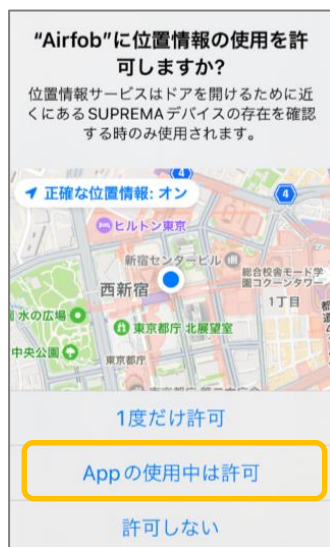 “Airfob”に位置情報の使用を許
可しますか?
位置情報サービスはドアを開けるために近
くにあるSUPREMAデバイスの存在を確認
する時のみ使用されます。
4
正確な位置情報: オン
4
ヒルトン東京
新宿センタービル
総合校舎モード学
園コクーンタワー
西新宿
1丁目
水の広場
東京都庁 北展望室
中央公園
東京都庁
1度だけ許可
Appの使用中は許可
許可しない